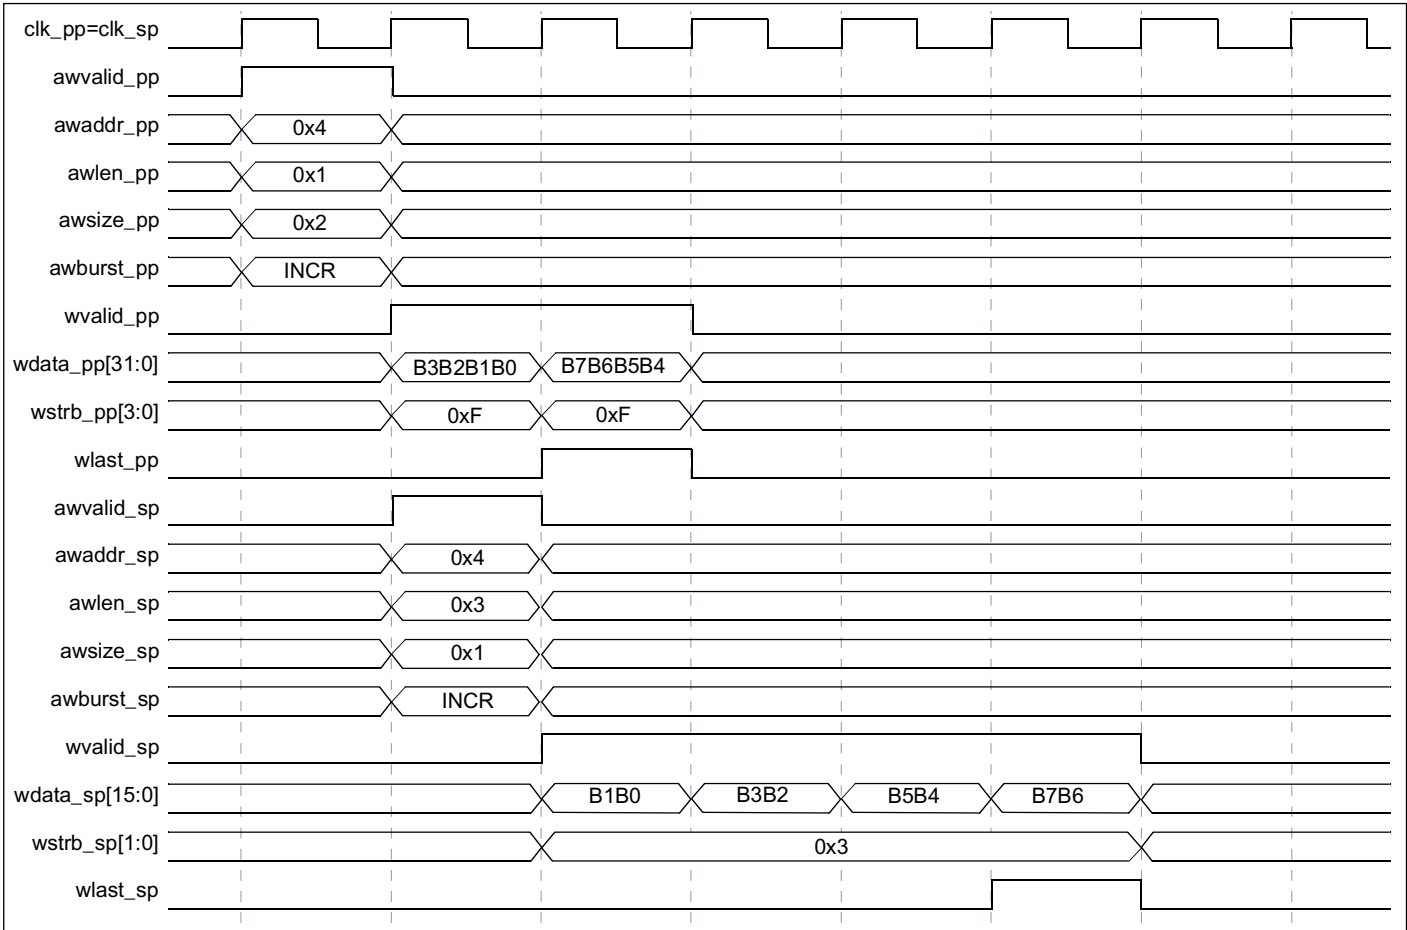 clk_pp=clk_sp
awvalid_pp
awaddr_pp 0x4
awlen_pp 0x1
awsize_pp 0x2
awburst_pp INCR
wvalid_pp
wdata_pp[31:0] B3B2B1B0 B7B6B5B4
wstrb_pp[3:0] 0xF 0xF
wlast_pp
awvalid_sp
awaddr_sp 0x4
awlen_sp 0x3
awsize_sp 0x1
awburst_sp INCR
wvalid_sp
wdata_sp[15:0] B1B0 B3B2 B5B4 B7B6
wstrb_sp[1:0] 0x3
wlast_sp